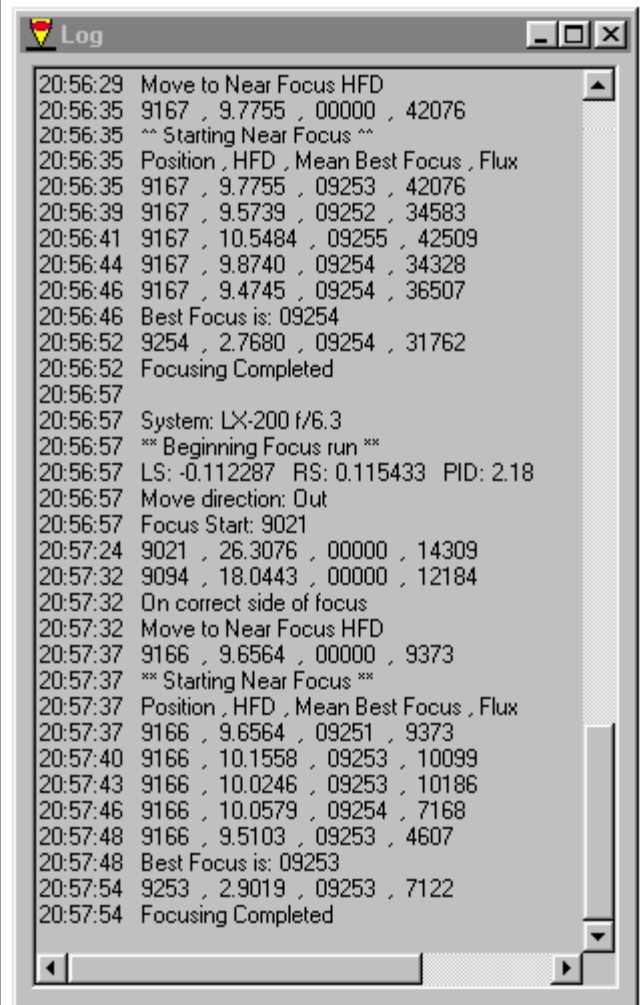 Log
20:56:29 Move to Near Focus HFD
20:56:35 9167 , 9.7755 , 00000 , 42076
20:56:35 ** Starting Near Focus **
20:56:35 Position , HFD , Mean Best Focus , Flux
20:56:35 9167 , 9.7755 , 09253 , 42076
20:56:39 9167 , 9.5739 , 09252 , 34583
20:56:41 9167 , 10.5484 , 09255 , 42509
20:56:44 9167 , 9.8740 , 09254 , 34328
20:56:46 9167 , 9.4745 , 09254 , 36507
20:56:46 Best Focus is: 09254
20:56:52 9254 , 2.7680 , 09254 , 31762
20:56:52 Focusing Completed
20:56:57
20:56:57 System: LX-200 f/6.3
20:56:57 ** Beginning Focus run **
20:56:57 LS: -0.112287 RS: 0.115433 PID: 2.18
20:56:57 Move direction: Out
20:56:57 Focus Start: 9021
20:57:24 9021 , 26.3076 , 00000 , 14309
20:57:32 9094 , 18.0443 , 00000 , 12184
20:57:32 On correct side of focus
20:57:32 Move to Near Focus HFD
20:57:37 9166 , 9.6564 , 00000 , 9373
20:57:37 ** Starting Near Focus **
20:57:37 Position , HFD , Mean Best Focus , Flux
20:57:37 9166 , 9.6564 , 09251 , 9373
20:57:40 9166 , 10.1558 , 09253 , 10099
20:57:43 9166 , 10.0246 , 09253 , 10186
20:57:46 9166 , 10.0579 , 09254 , 7168
20:57:48 9166 , 9.5103 , 09253 , 4607
20:57:48 Best Focus is: 09253
20:57:54 9253 , 2.9019 , 09253 , 7122
20:57:54 Focusing Completed